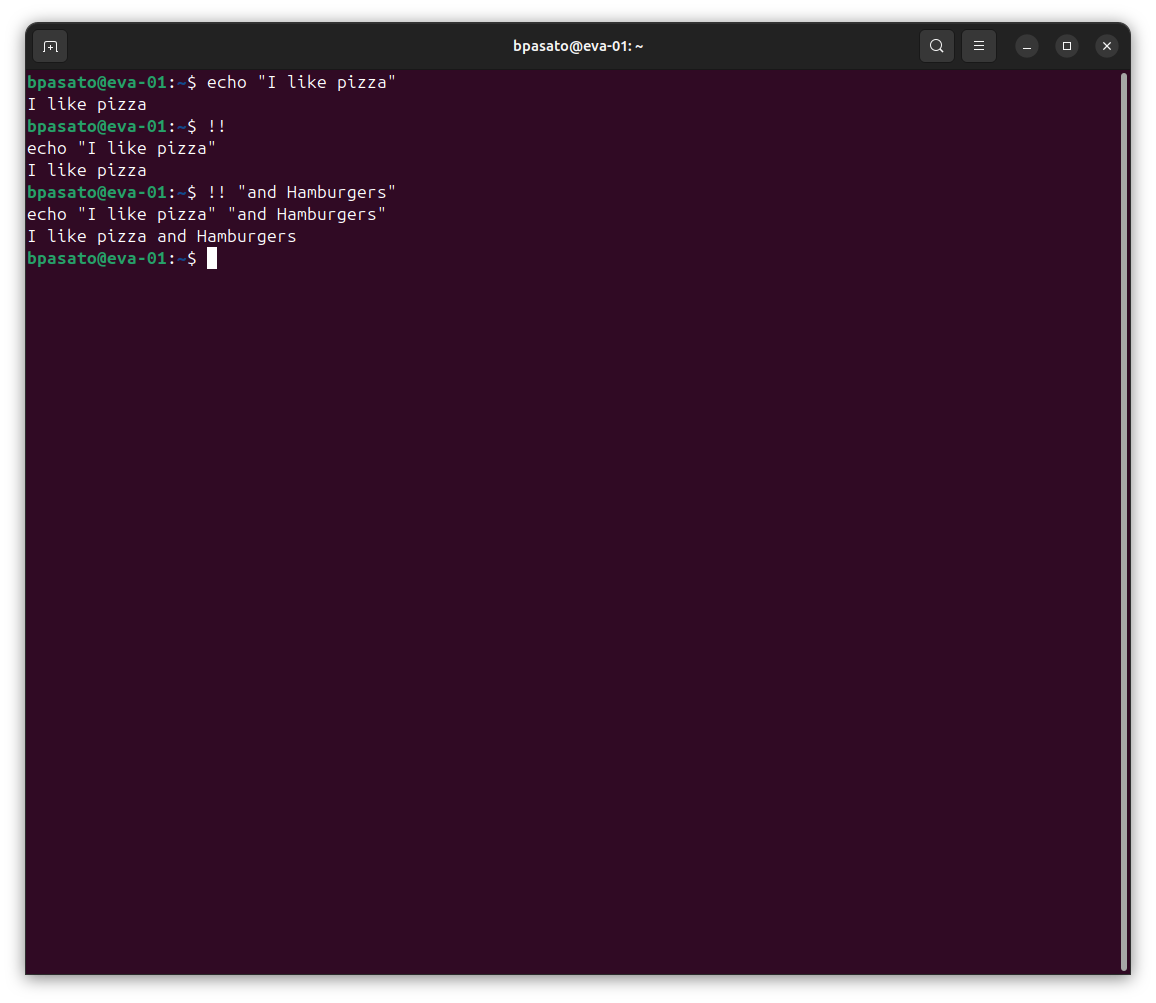 bpasato@eva-01: ~
bpasato@eva-01:~$ echo "I like pizza"
I like pizza
bpasato@eva-01:~$ !!
echo "I like pizza"
I like pizza
bpasato@eva-01:~$ !! "and Hamburgers"
echo "I like pizza" "and Hamburgers"
I like pizza and Hamburgers
bpasato@eva-01:~$